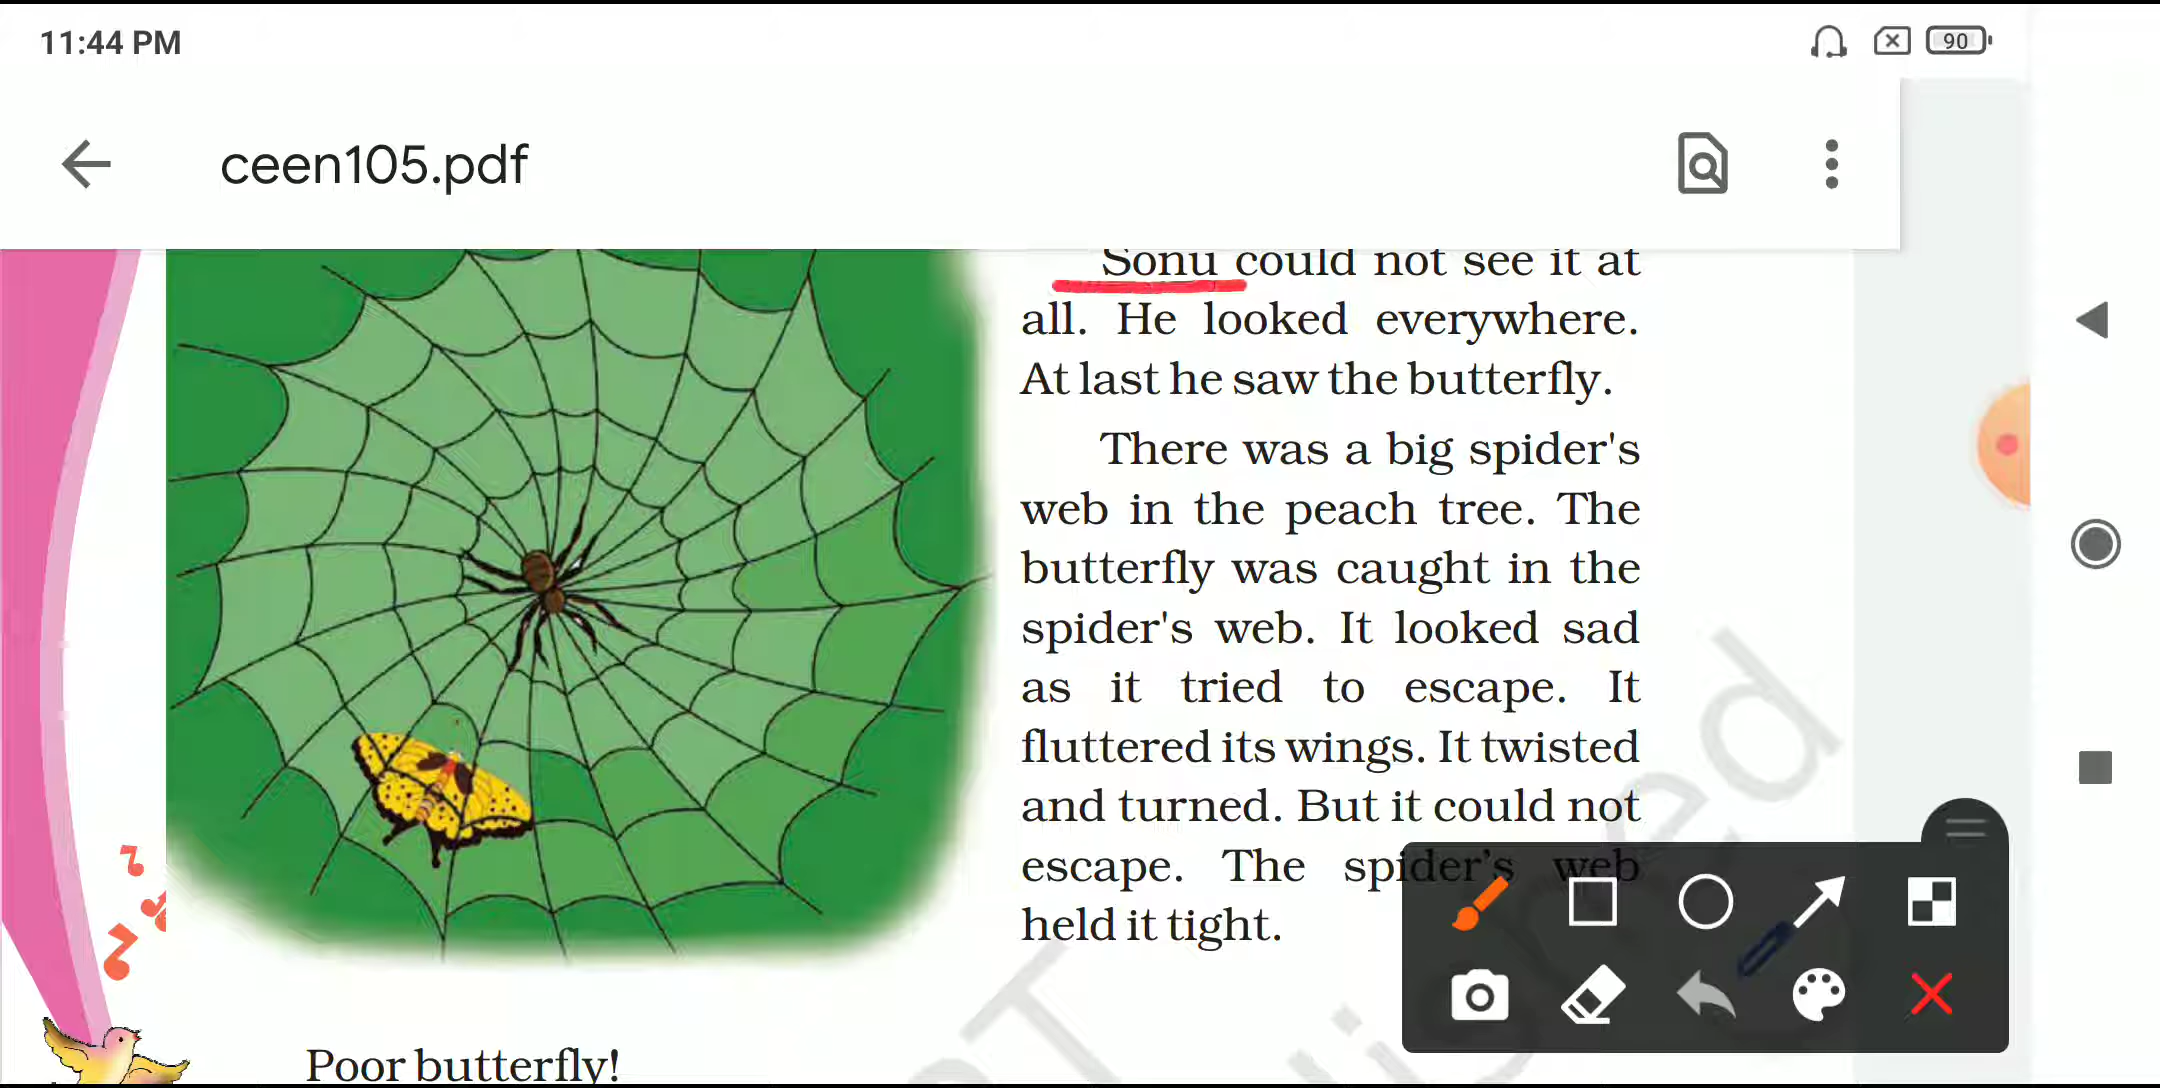 11:44 PM
90
ceen105.pdf
Sonu could not see it at
all. He looked everywhere.
At last he saw the butterfly.
There was a big spider's
web in the peach tree. The
butterfly was caught in the
spider's web. It looked sad
as it tried to escape. It
fluttered its wings. It twisted
and turned. But it could not
escape. The spider's web
held it tight.
Poor butterfly!